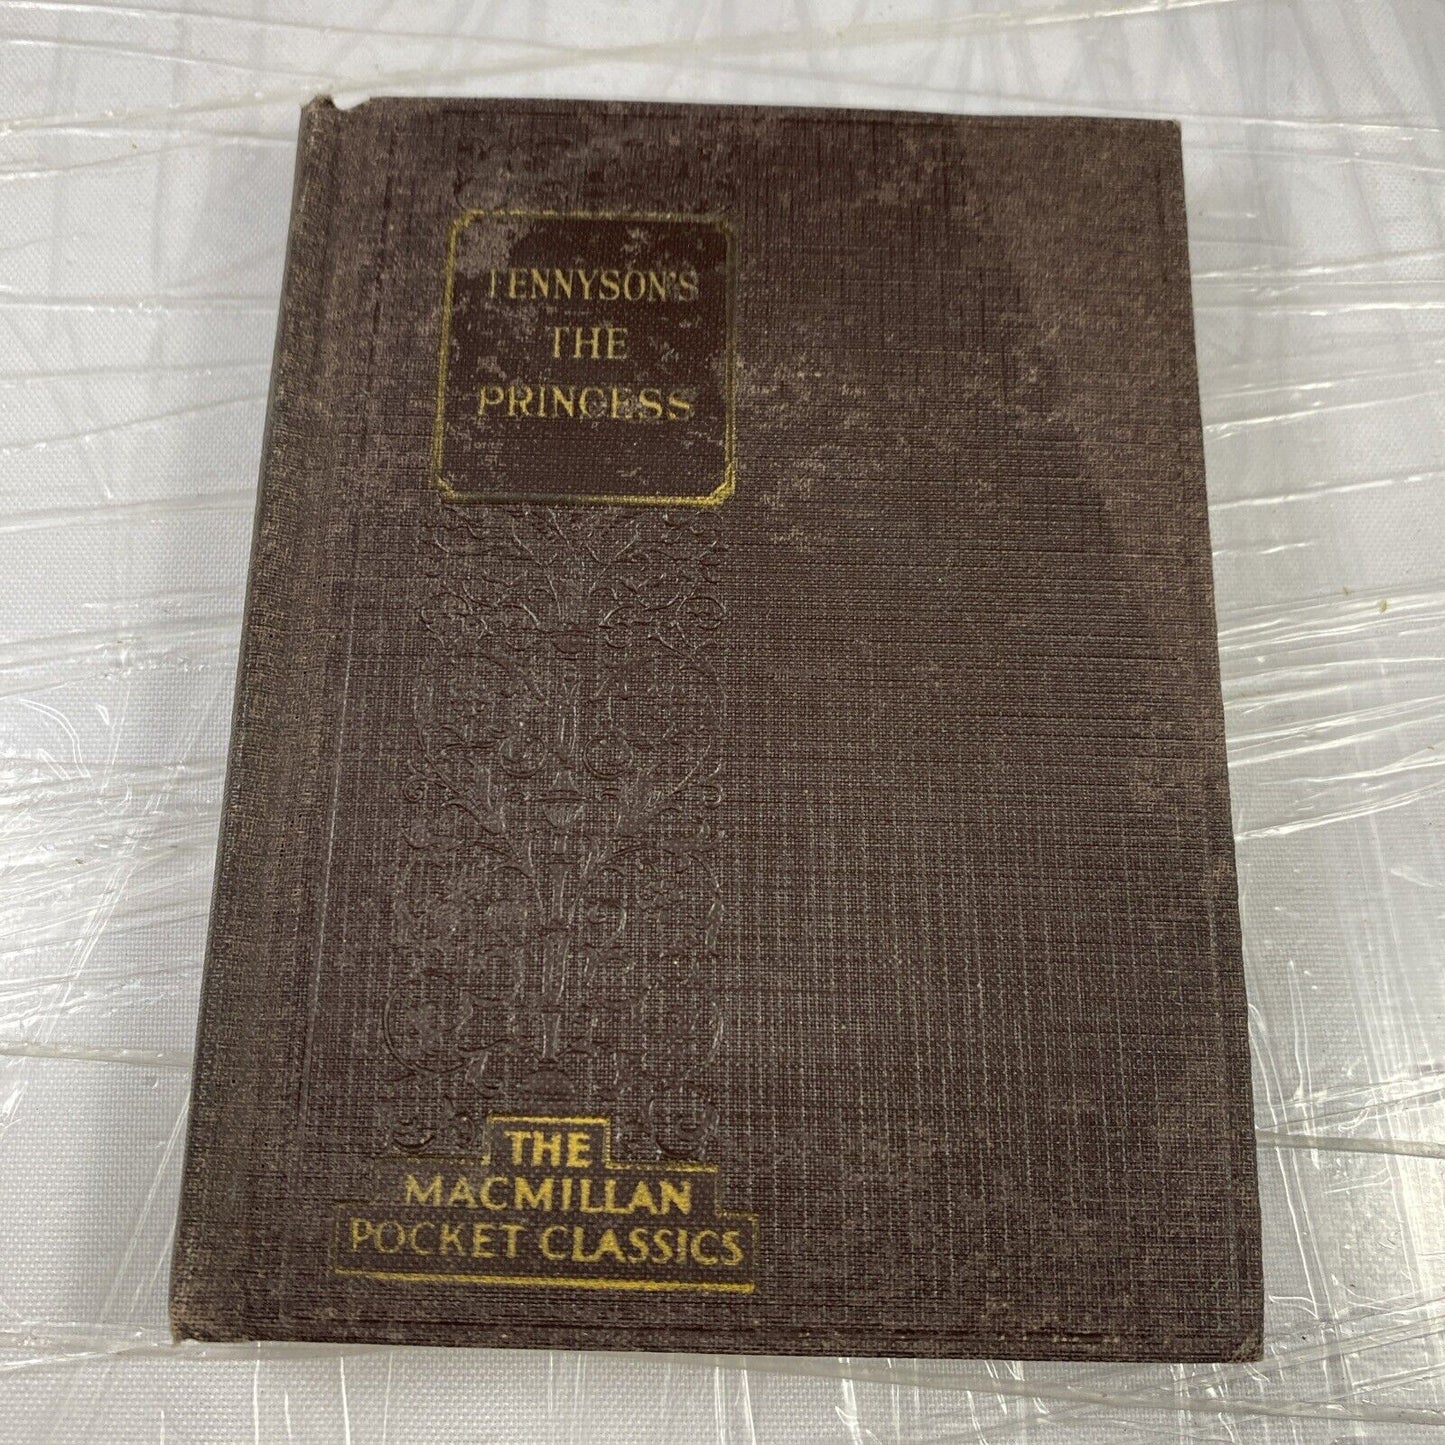 TENNYSON'S
THE
PRINCESS
THE
MACMILLAN
POCKET CLASSICS